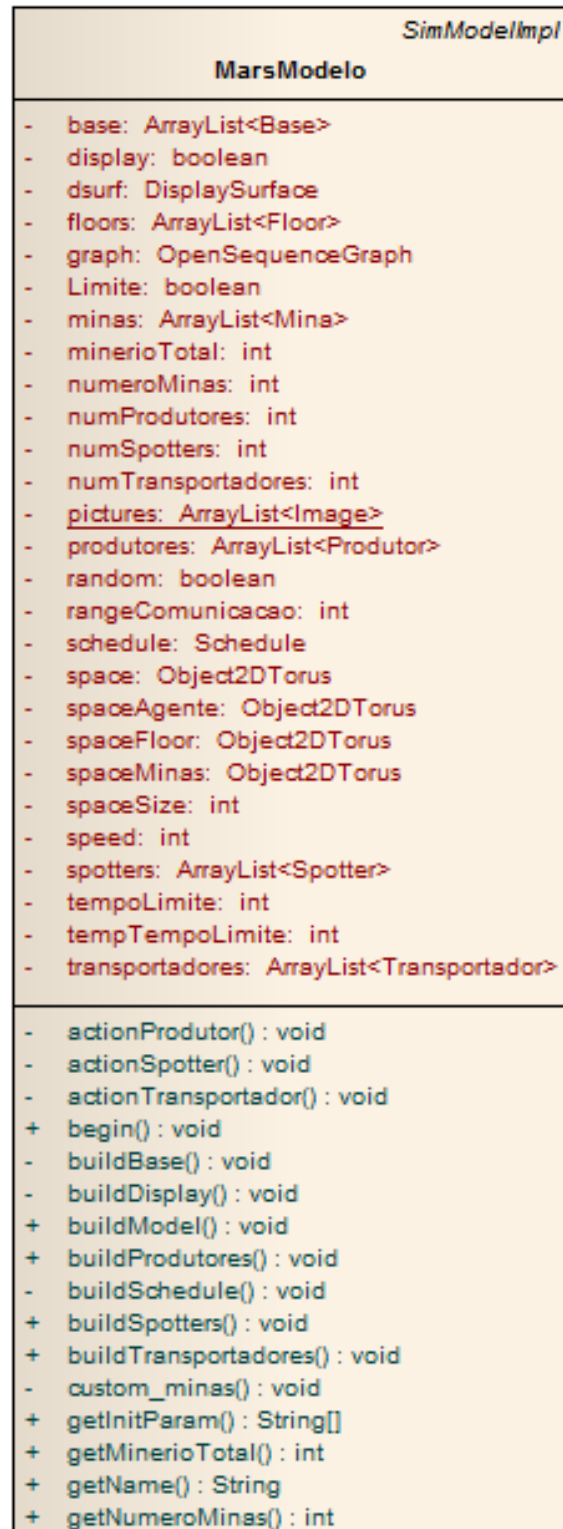 SimModelImpl
MarsModelo
- base: ArrayList<Base>
- display: boolean
- dsurf: DisplaySurface
- floors: ArrayList<Floor>
- graph: OpenSequenceGraph
- Limite: boolean
- minas: ArrayList<Mina>
- minerioTotal: int
- numeroMinas: int
- numProdutores: int
- numSpotters: int
- numTransportadores: int
- pictures: ArrayList<Image>
- produtores: ArrayList<Produtor>
- random: boolean
- rangeComunicacao: int
- schedule: Schedule
- space: Object2DTorus
- spaceAgente: Object2DTorus
- spaceFloor: Object2DTorus
- spaceMinas: Object2DTorus
- spaceSize: int
- speed: int
- spotters: ArrayList<Spotter>
- tempoLimite: int
- tempTempoLimite: int
- transportadores: ArrayList<Transportador>
- actionProdutor() : void
- actionSpotter() : void
- actionTransportador() : void
+ begin() : void
- buildBase() : void
- buildDisplay() : void
+ buildModel() : void
+ buildProdutores() : void
- buildSchedule() : void
+ buildSpotters() : void
+ buildTransportadores() : void
- custom_minas() : void
+ getInitParam() : String[]
+ getMinerioTotal() : int
+ getName() : String
+ getNumeroMinas() : int